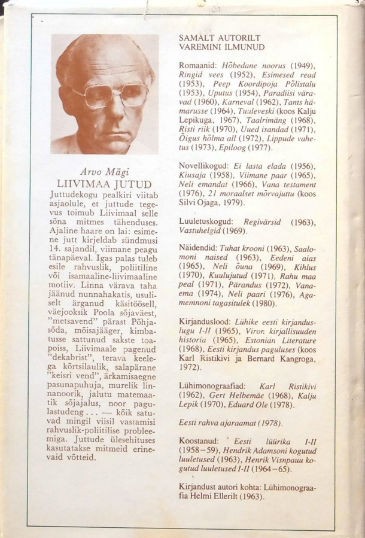 Arvo Mägi
LIIVIMAA JUTUD
Juttudekogu pealkiri viitab
asjaolule, et juttude tege-
vus toimub Liivimaal selle
sõna mitmes tähenduses.
Ajaline haare on lai: esime-
ne jutt kirjeldab sündmusi
14. sajandil, viimane peagu
tänapäeval. Igas palas tuleb
esile rahvuslik, poliitiline
või isamaaline-liivimaaline
motiiv. Linna värava taha
jäänud nunnahakatis, usuli-
selt ärganud käsitöösell,
väejooksik Poola sõjaväest,
"metsavend" pärast Põhja-
sõda, mõisajääger, kimba-
tusse sattunud sakste toa-
poiss, Liivimaale pagenud
"dekabrist", terava keele-
ga kõrtsilaulik, salapärane
"keisri vend", ärkamisaegne
pasunapuhuja, murelik lin-
nanoorik, jalutu matemaa-
tik sõjajalus, noor pagu-
lastudeng... — kõik satu-
vad mingil viisil vastamisi
rahvuslik-poliitilise problee-
miga. Juttude ülesehituses
kasutatakse mitmeid erine-
vaid võtteid.
SAMALT AUTORILT
VAREMINI ILMUNUD
Romaanid: Hõbedane noorus (1949),
Ringid vees (1952), Esimesed reud
(1953), Peep Koordipoja Põlistalu
(1953), Uputus (1954), Paradiisi vära-
vad (1960), Karneval (1962), Tants hä-
marusse (1964), Tuuleveski (koos Kalju
Lepikuga, 1967), Taalrimäng (1968),
Risti riik (1970), Uued isandad (1971),
Õigus hõlma all (1972), Lippude vahe-
tus (1973), Epiloog (1977).
Novellikogud: Ei lasta elada (1956),
Kiusaja (1958), Viimane paar (1965),
Neli emandat (1966), Vana testament
(1976), 21 moraalset mõrvajuttu (koos
Silvi Ojaga, 1979).
Luuletuskogud: Regivärsid (1963),
Vastuhelgid (1969).
Näidendid: Tuhat krooni (1963), Saalo-
moni naised (1963), Eedeni aias
(1965), Neli õuna (1969), Kihlus
(1970), Kuulujutud (1971), Rahu maa
peal (1971), Pärandus (1972), Vana-
ema (1974), Neli paari (1976), Aga-
memnoni tagasitulek (1980).
Kirjanduslood: Lühike eesti kirjandus-
lugu I-II (1965), Viron kirjallisuuden
historia (1965), Estonian Literature
(1968), Eesti kirjandus paguluses (koos
Karl Ristikivi ja Bernard Kangroga,
1972).
Lühimonograafiad: Karl Ristikivi
(1962), Gert Helbemäe (1968), Kalju
Lepik (1970), Eduard Ole (1978).
Eesti rahva ajaraamat (1978).
Koostanud: Eesti lüürika I-II
(1958—59), Hendrik Adamsoni kogutud
luuletused (1963), Henrik Visnapuu ko-
gutud luuletused I-II (1964—65).
Kirjandust autori kohta: Lühimonograa-
fia Helmi Ellerilt (1963).